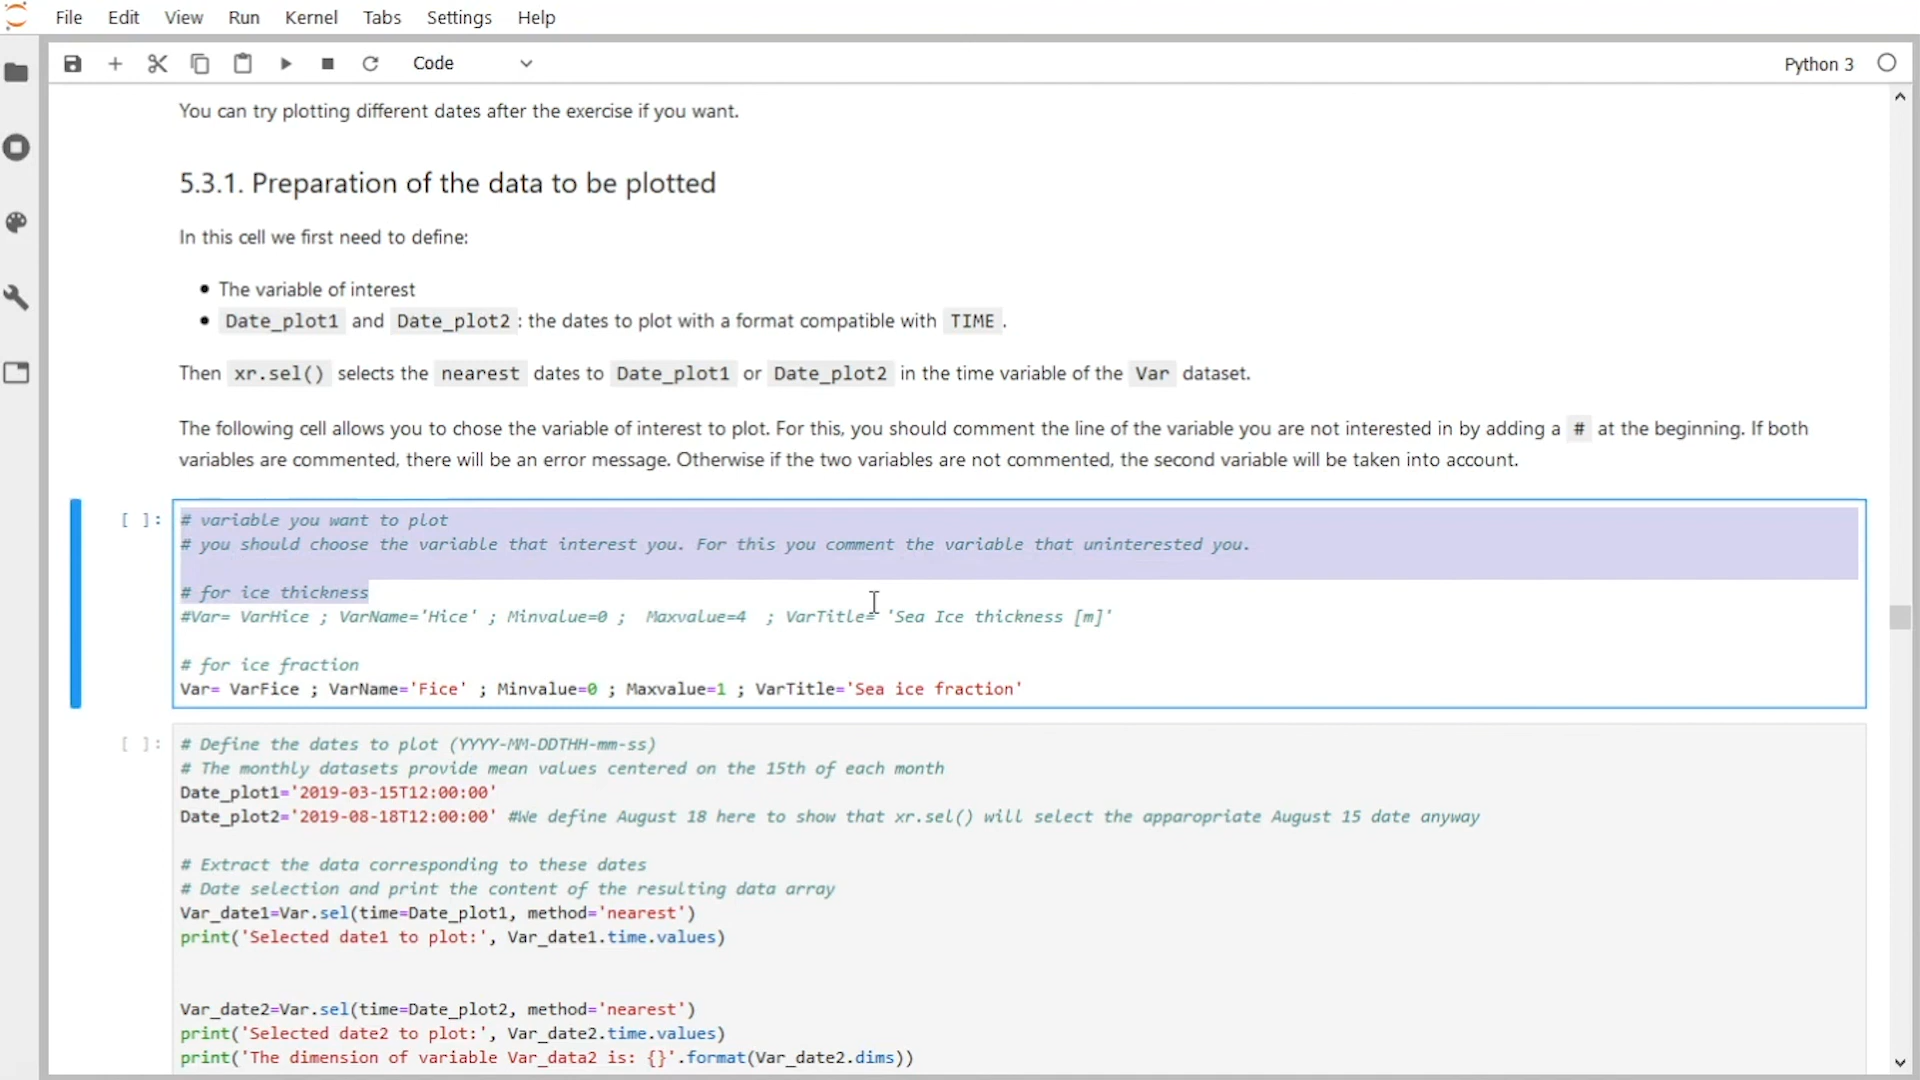 File Edit View Run Kernel Tabs Settings Help
Code
Python 3
You can try plotting different dates after the exercise if you want.
5.3.1. Preparation of the data to be plotted
In this cell we first need to define:
• The variable of interest
• Date_plot1 and Date_plot2 : the dates to plot with a format compatible with TIME .
Then xr.sel() selects the nearest dates to Date_plot1 or Date_plot2 in the time variable of the Var dataset.
The following cell allows you to chose the variable of interest to plot. For this, you should comment the line of the variable you are not interested in by adding a # at the beginning. If both
variables are commented, there will be an error message. Otherwise if the two variables are not commented, the second variable will be taken into account.
[ ]: # variable you want to plot
# you should choose the variable that interest you. For this you comment the variable that uninterested you.
# for ice thickness
#Var= VarHice ; VarName='Hice' ; Minvalue=0 ;  Maxvalue=4  ; VarTitle= 'Sea Ice thickness [m]'
# for ice fraction
Var= VarFice ; VarName='Fice' ; Minvalue=0 ; Maxvalue=1 ; VarTitle='Sea ice fraction'
[ ]: # Define the dates to plot (YYYY-MM-DDTHH-mm-ss)
# The monthly datasets provide mean values centered on the 15th of each month
Date_plot1='2019-03-15T12:00:00'
Date_plot2='2019-08-18T12:00:00' #We define August 18 here to show that xr.sel() will select the apparopriate August 15 date anyway
# Extract the data corresponding to these dates
# Date selection and print the content of the resulting data array
Var_date1=Var.sel(time=Date_plot1, method='nearest')
print('Selected date1 to plot:', Var_date1.time.values)
Var_date2=Var.sel(time=Date_plot2, method='nearest')
print('Selected date2 to plot:', Var_date2.time.values)
print('The dimension of variable Var_data2 is: {}'.format(Var_date2.dims))